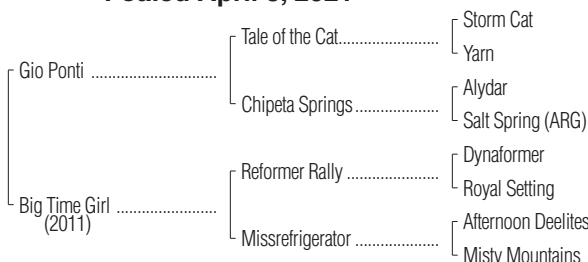 Foaled April 2021
Storm Cat
Tale of the Cat
Yarn
Gio Ponti
Alydar
Chipeta Springs
Salt Spring (ARG)
Dynaformer
Reformer Rally
Royal Setting
Big Time Girl
(2011)
Afternoon Deelites
Missrefrigerator
Misty Mountains